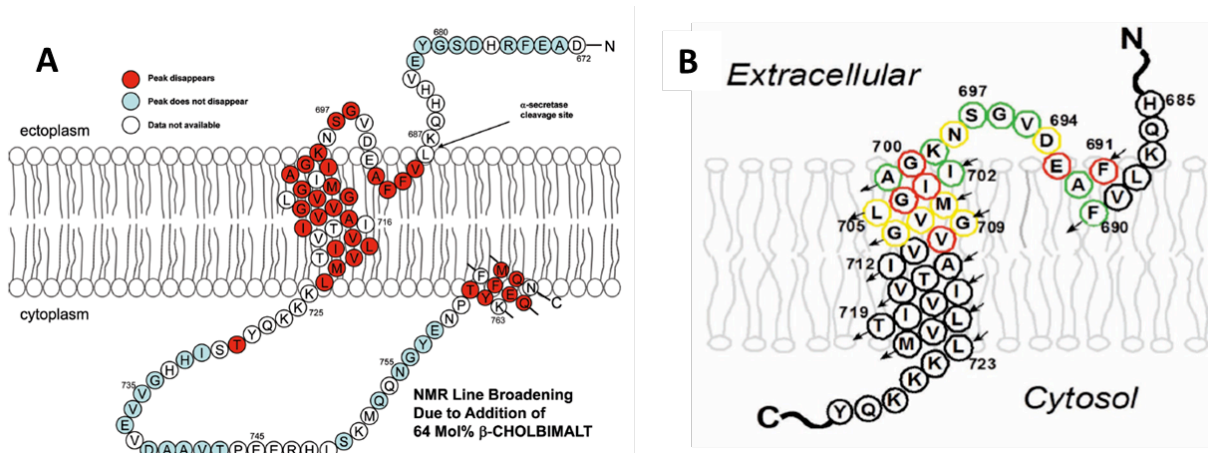 A
Peak disappears
Peak does not disappear
Data not available
680
Y G S D H R F E A D N
672
E
V
H
H
Q
K
687
L
α-secretase
cleavage site
ectoplasm
697
S G
N V
D
E
A F F V
K G A I
I G L M
V G G V
V I A T
V I 716
V I T L
V M L
K K K
725
cytoplasm
K Q Y T S I H H G V V E V
735
D A A V T P E E R H L S K M Q Q N G Y E N P
745
755
T Y F E Q
F M Q N C
K
763
NMR Line Broadening
Due to Addition of
64 Mol% β-CHOLBIMALT
B
Extracellular
N
H 685
Q
K
L
V
F 690
691 F
A
E
D 694
V
G
S 697
N
K
G 700
A
I 702
I
G
L 705
M
V
G 709
G
V
V
I 712
A
T
V
I
V
I
T 719
V
M
L 723
K
K
K
Q
Y
C
Cytosol